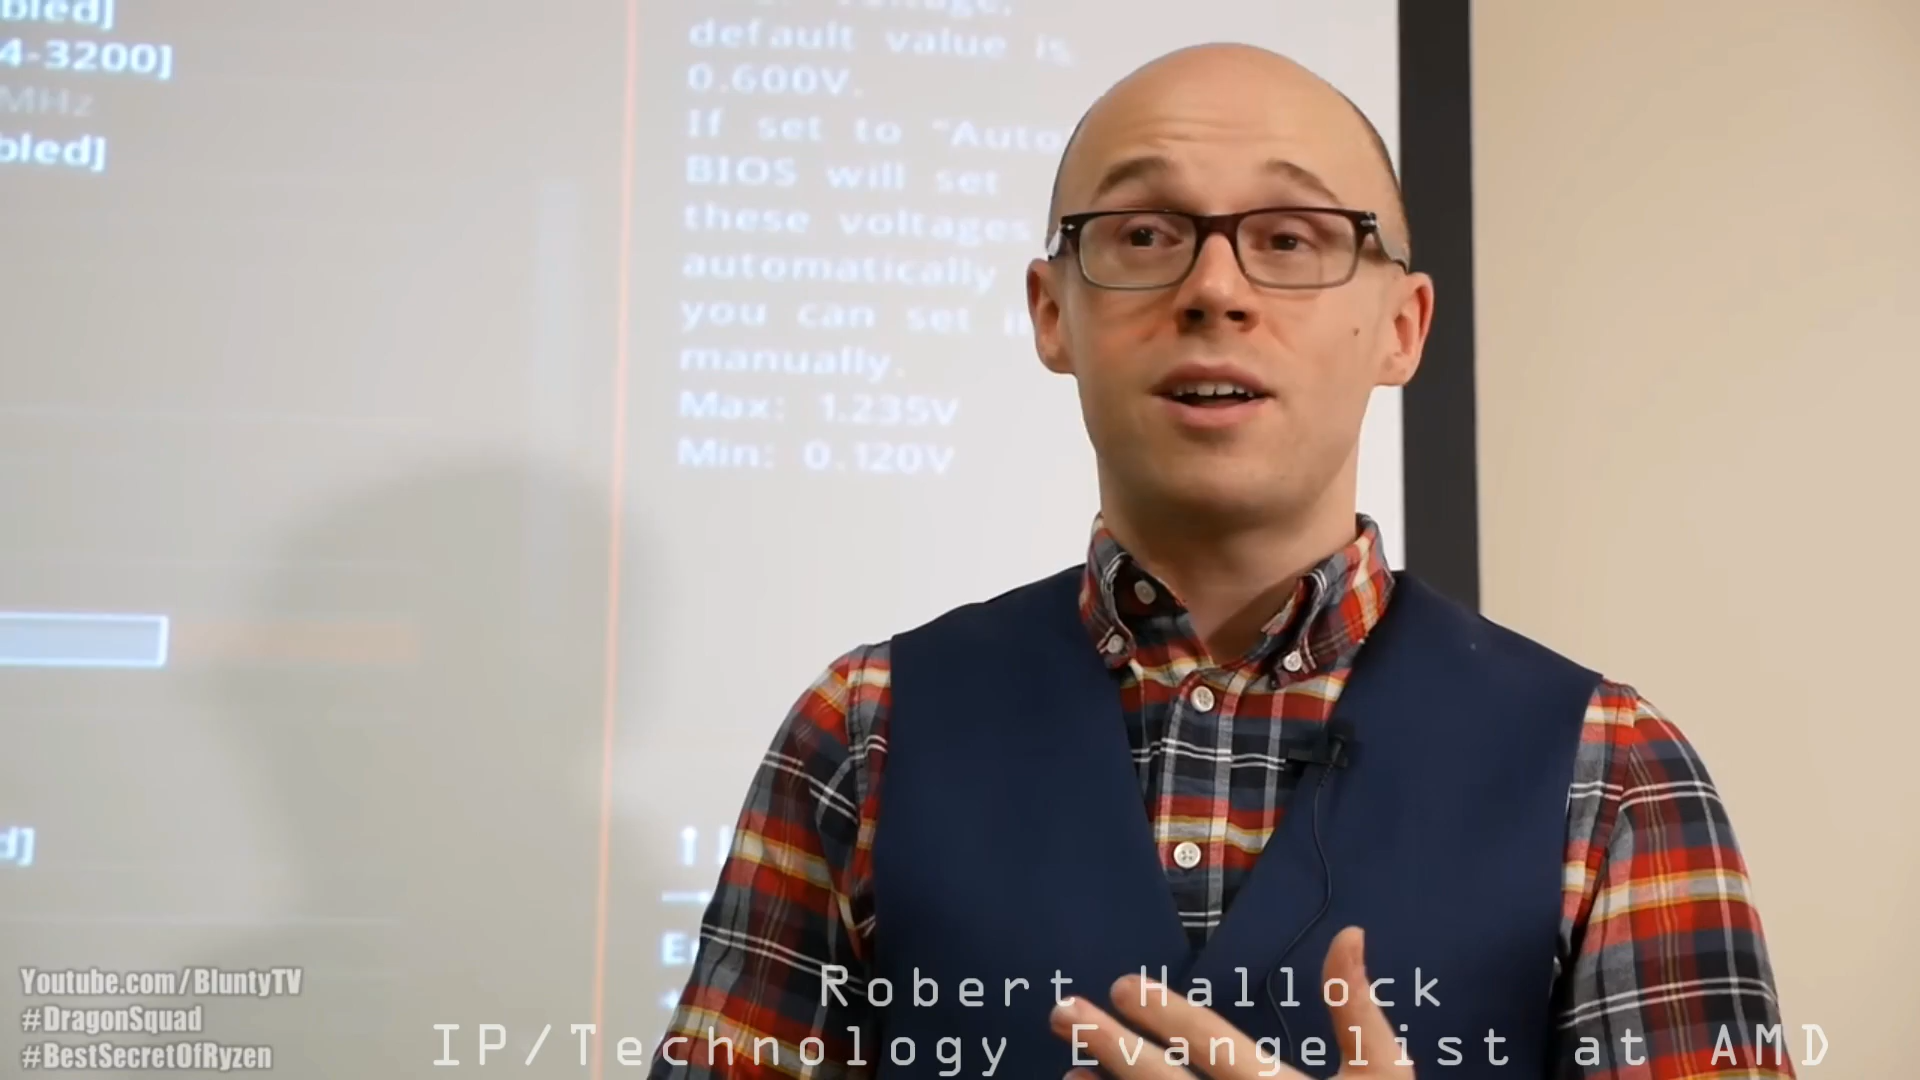 bled]
4-3200]
MHz
bled]
d]
default value is
0.600V.
If set to "Auto
BIOS will set
these voltages
automatically
you can set
manually.
Max: 1.235V
Min: 0.120V
Youtube.com/BluntyTV
#DragonSquad
#BestSecretOfRyzen
Robert Hallock
IP/Technology Evangelist at AMD